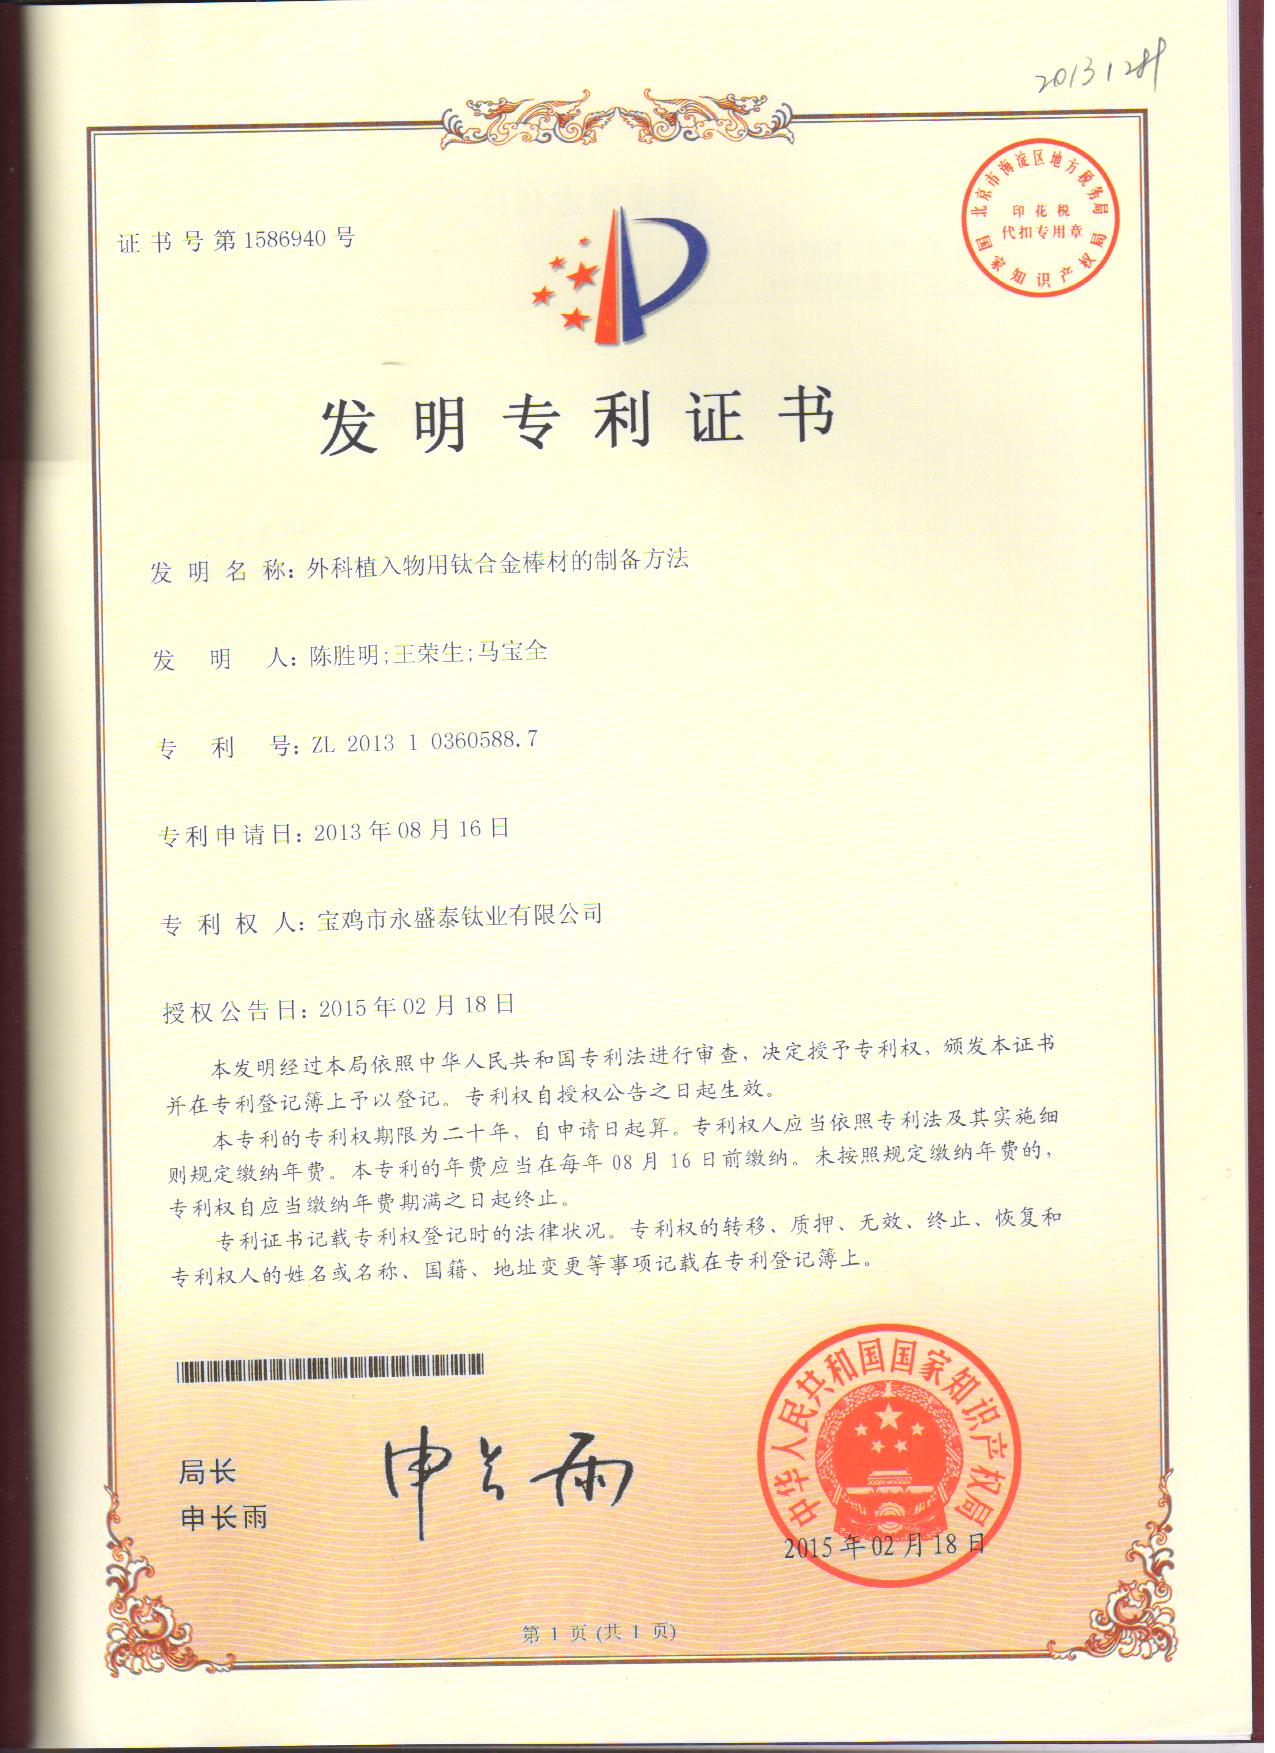 证书号第1586940号
北京市海淀区地方税务局
印花税
代扣专用章
国家知识产权局
发明专利证书
发明名称：外科植入物用钛合金棒材的制备方法
发明人：陈胜明;王荣生;马宝全
专利号：ZL 2013 1 0360588.7
专利申请日：2013年08月16日
专利权人：宝鸡市永盛泰钛业有限公司
授权公告日：2015年02月18日
本发明经过本局依照中华人民共和国专利法进行审查，决定授予专利权，颁发本证书
并在专利登记簿上予以登记。专利权自授权公告之日起生效。
本专利的专利权期限为二十年，自申请日起算。专利权人应当依照专利法及其实施细
则规定缴纳年费。本专利的年费应当在每年08月16日前缴纳。未按照规定缴纳年费的，
专利权自应当缴纳年费期满之日起终止。
专利证书记载专利权登记时的法律状况。专利权的转移、质押、无效、终止、恢复和
专利权人的姓名或名称、国籍、地址变更等事项记载在专利登记簿上。
局长
申长雨
申长雨
中华人民共和国国家知识产权局
2015年02月18日
第 1 页 (共 1 页)